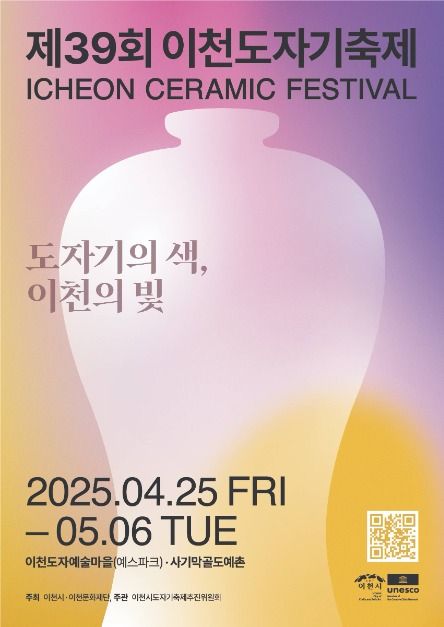 제39회 이천도자기축제
ICHEON CERAMIC FESTIVAL
도자기의 색,
이천의 빛
2025.04.25 FRI
– 05.06 TUE
이천도자예술마을(예스파크)·사기막골도예촌
주최 이천시·이천문화재단, 주관 이천시도자기축제추진위원회
이천시
unesco